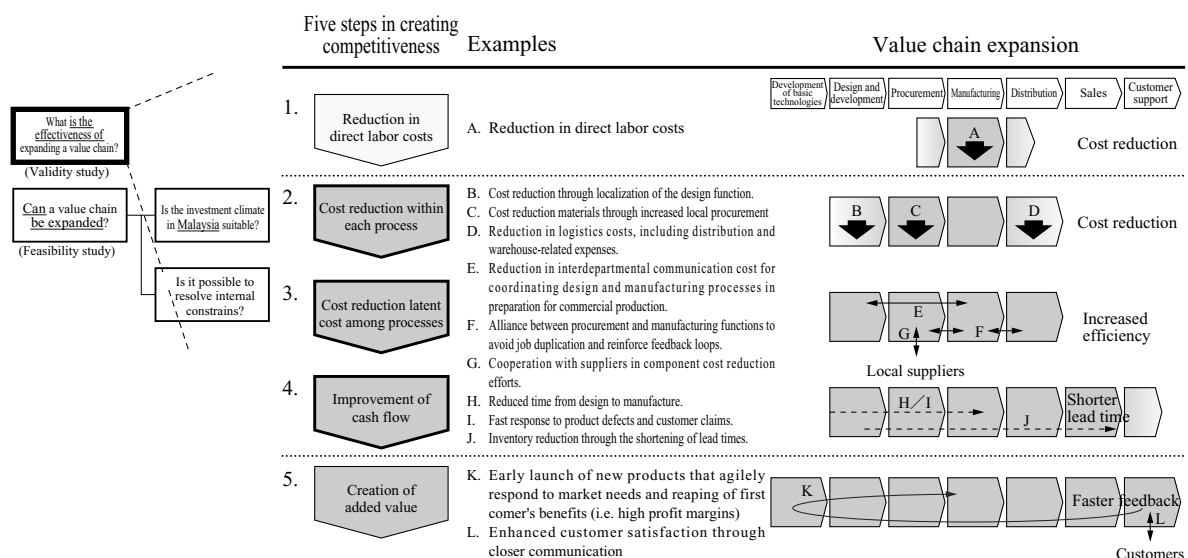 Five steps in creating
competitiveness
Examples
Value chain expansion
What is the
effectiveness of
expanding a value chain?
(Validity study)
Can a value chain
be expanded?
(Feasibility study)
Is the investment climate
in Malaysia suitable?
Is it possible to
resolve internal
constrains?
Development
of basic
technologies
Design and
development
Procurement
Manufacturing
Distribution
Sales
Customer
support
1.
Reduction in
direct labor costs
A. Reduction in direct labor costs
A
Cost reduction
2.
Cost reduction within
each process
B. Cost reduction through localization of the design function.
C. Cost reduction materials through increased local procurement
D. Reduction in logistics costs, including distribution and
warehouse-related expenses.
B
C
D
Cost reduction
3.
Cost reduction latent
cost among processes
E. Reduction in interdepartmental communication cost for
coordinating design and manufacturing processes in
preparation for commercial production.
F. Alliance between procurement and manufacturing functions to
avoid job duplication and reinforce feedback loops.
G. Cooperation with suppliers in component cost reduction
efforts.
E
G
F
Local suppliers
Increased
efficiency
4.
Improvement of
cash flow
H. Reduced time from design to manufacture.
I. Fast response to product defects and customer claims.
J. Inventory reduction through the shortening of lead times.
H/I
J
Shorter
lead time
5.
Creation of
added value
K. Early launch of new products that agilely
respond to market needs and reaping of first
comer's benefits (i.e. high profit margins)
L. Enhanced customer satisfaction through
closer communication
K
Faster feedback
L
Customers